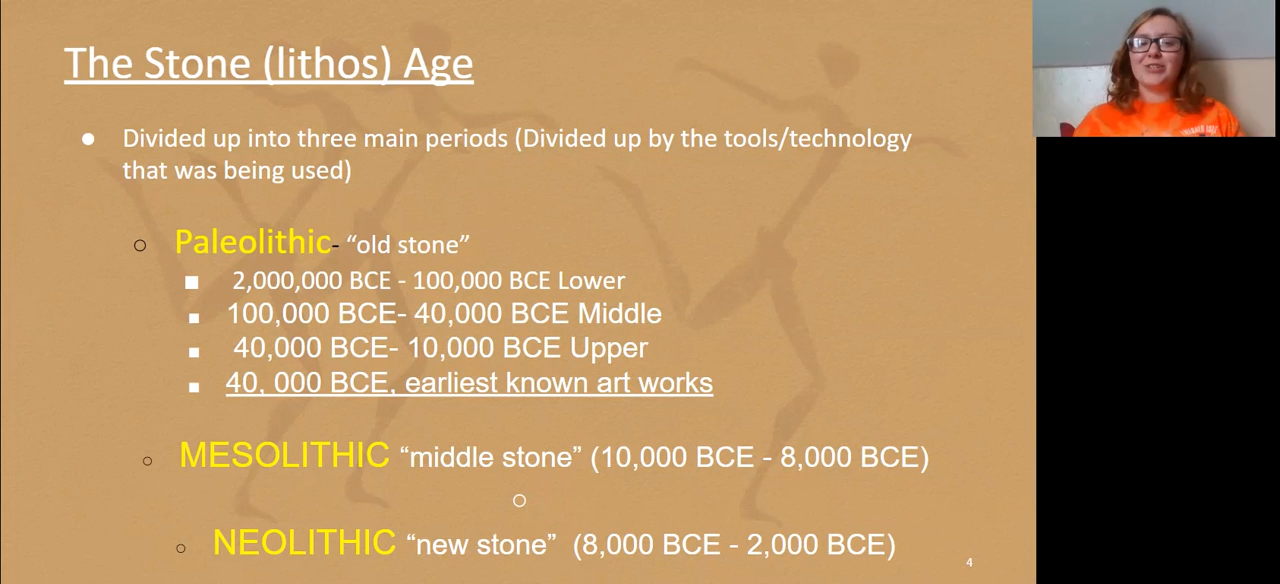 The Stone (lithos) Age
Divided up into three main periods (Divided up by the tools/technology
that was being used)
Paleolithic- “old stone”
2,000,000 BCE - 100,000 BCE Lower
100,000 BCE- 40,000 BCE Middle
40,000 BCE- 10,000 BCE Upper
40, 000 BCE, earliest known art works
MESOLITHIC “middle stone” (10,000 BCE - 8,000 BCE)
NEOLITHIC “new stone” (8,000 BCE - 2,000 BCE)
4